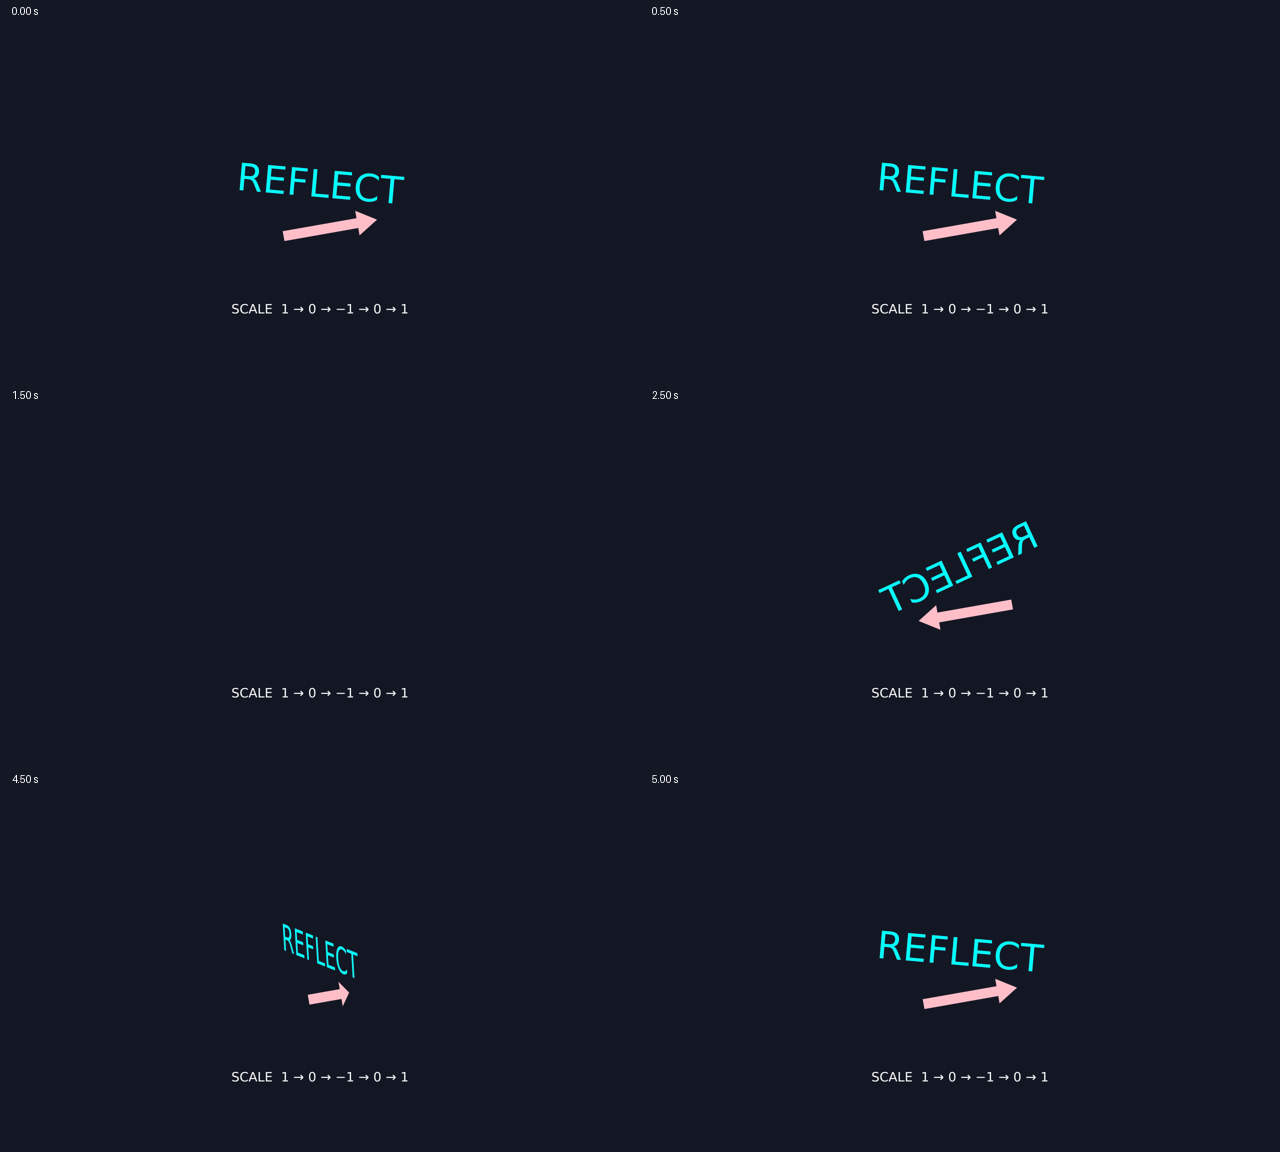 0.00 s
REFLECT
SCALE 1 → 0 → −1 → 0 → 1
0.50 s
REFLECT
SCALE 1 → 0 → −1 → 0 → 1
1.50 s
SCALE 1 → 0 → −1 → 0 → 1
2.50 s
REFLECT
SCALE 1 → 0 → −1 → 0 → 1
4.50 s
REFLECT
SCALE 1 → 0 → −1 → 0 → 1
5.00 s
REFLECT
SCALE 1 → 0 → −1 → 0 → 1